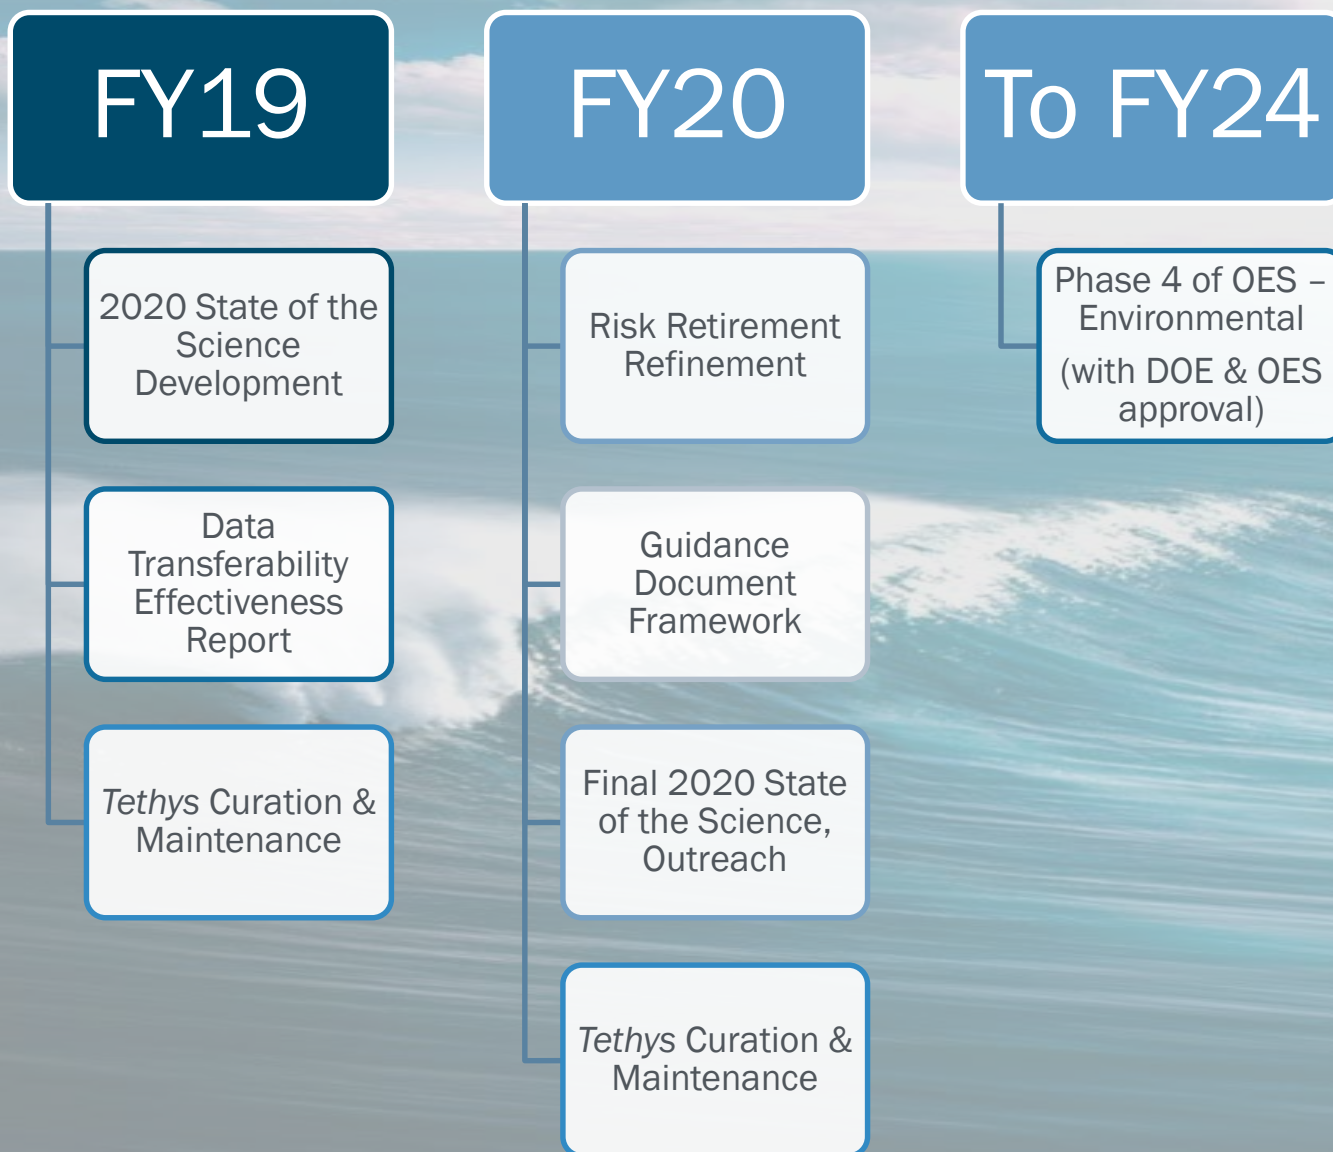 FY19
2020 State of the
Science
Development
Data
Transferability
Effectiveness
Report
Tethys Curation &
Maintenance
FY20
Risk Retirement
Refinement
Guidance
Document
Framework
Final 2020 State
of the Science,
Outreach
Tethys Curation &
Maintenance
To FY24
Phase 4 of OES –
Environmental
(with DOE & OES
approval)